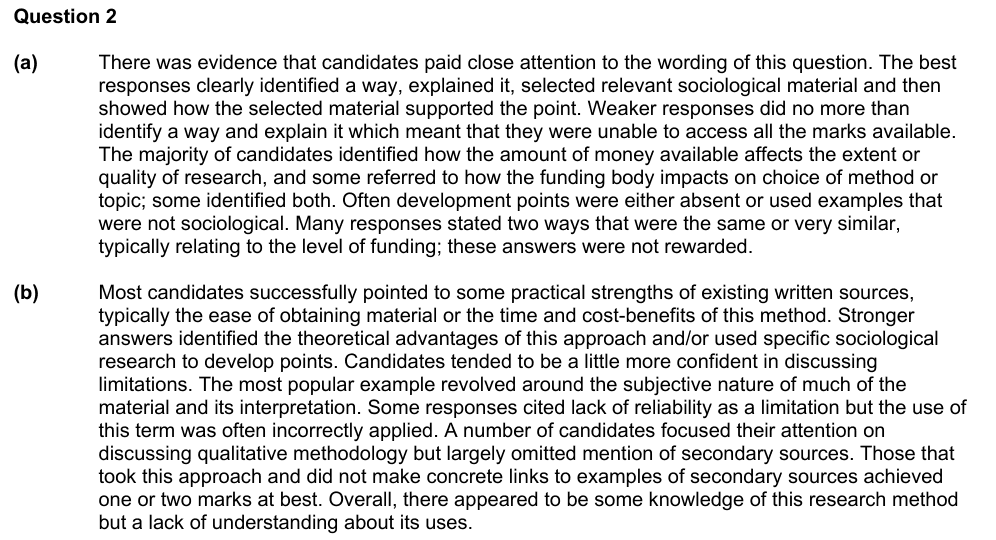 Question 2
(a) There was evidence that candidates paid close attention to the wording of this question. The best
responses clearly identified a way, explained it, selected relevant sociological material and then
showed how the selected material supported the point. Weaker responses did no more than
identify a way and explain it which meant that they were unable to access all the marks available.
The majority of candidates identified how the amount of money available affects the extent or
quality of research, and some referred to how the funding body impacts on choice of method or
topic; some identified both. Often development points were either absent or used examples that
were not sociological. Many responses stated two ways that were the same or very similar,
typically relating to the level of funding; these answers were not rewarded.
(b) Most candidates successfully pointed to some practical strengths of existing written sources,
typically the ease of obtaining material or the time and cost-benefits of this method. Stronger
answers identified the theoretical advantages of this approach and/or used specific sociological
research to develop points. Candidates tended to be a little more confident in discussing
limitations. The most popular example revolved around the subjective nature of much of the
material and its interpretation. Some responses cited lack of reliability as a limitation but the use of
this term was often incorrectly applied. A number of candidates focused their attention on
discussing qualitative methodology but largely omitted mention of secondary sources. Those that
took this approach and did not make concrete links to examples of secondary sources achieved
one or two marks at best. Overall, there appeared to be some knowledge of this research method
but a lack of understanding about its uses.